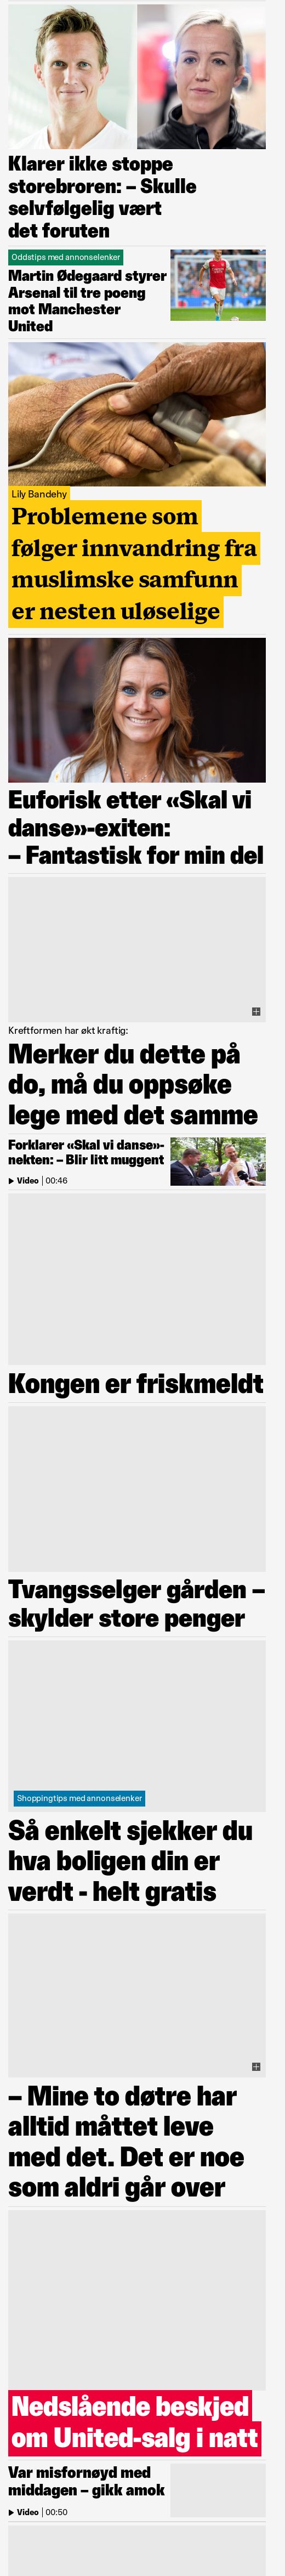 Klarer ikke stoppe
storebroren: – Skulle
selvfølgelig vært
det foruten
Oddstips med annonselenker
Martin Ødegaard styrer
Arsenal til tre poeng
mot Manchester
United
Lily Bandehy
Problemene som
følger innvandring fra
muslimske samfunn
er nesten uløselige
Euforisk etter «Skal vi
danse»-exiten:
– Fantastisk for min del
Kreftformen har økt kraftig:
Merker du dette på
do, må du oppsøke
lege med det samme
Forklarer «Skal vi danse»-
nekten: – Blir litt muggent
Video | 00:46
Kongen er friskmeldt
Tvangsselger gården –
skylder store penger
Shoppingtips med annonselenker
Så enkelt sjekker du
hva boligen din er
verdt - helt gratis
– Mine to døtre har
alltid måttet leve
med det. Det er noe
som aldri går over
Nedslående beskjed
om United-salg i natt
Var misfornøyd med
middagen – gikk amok
Video | 00:50